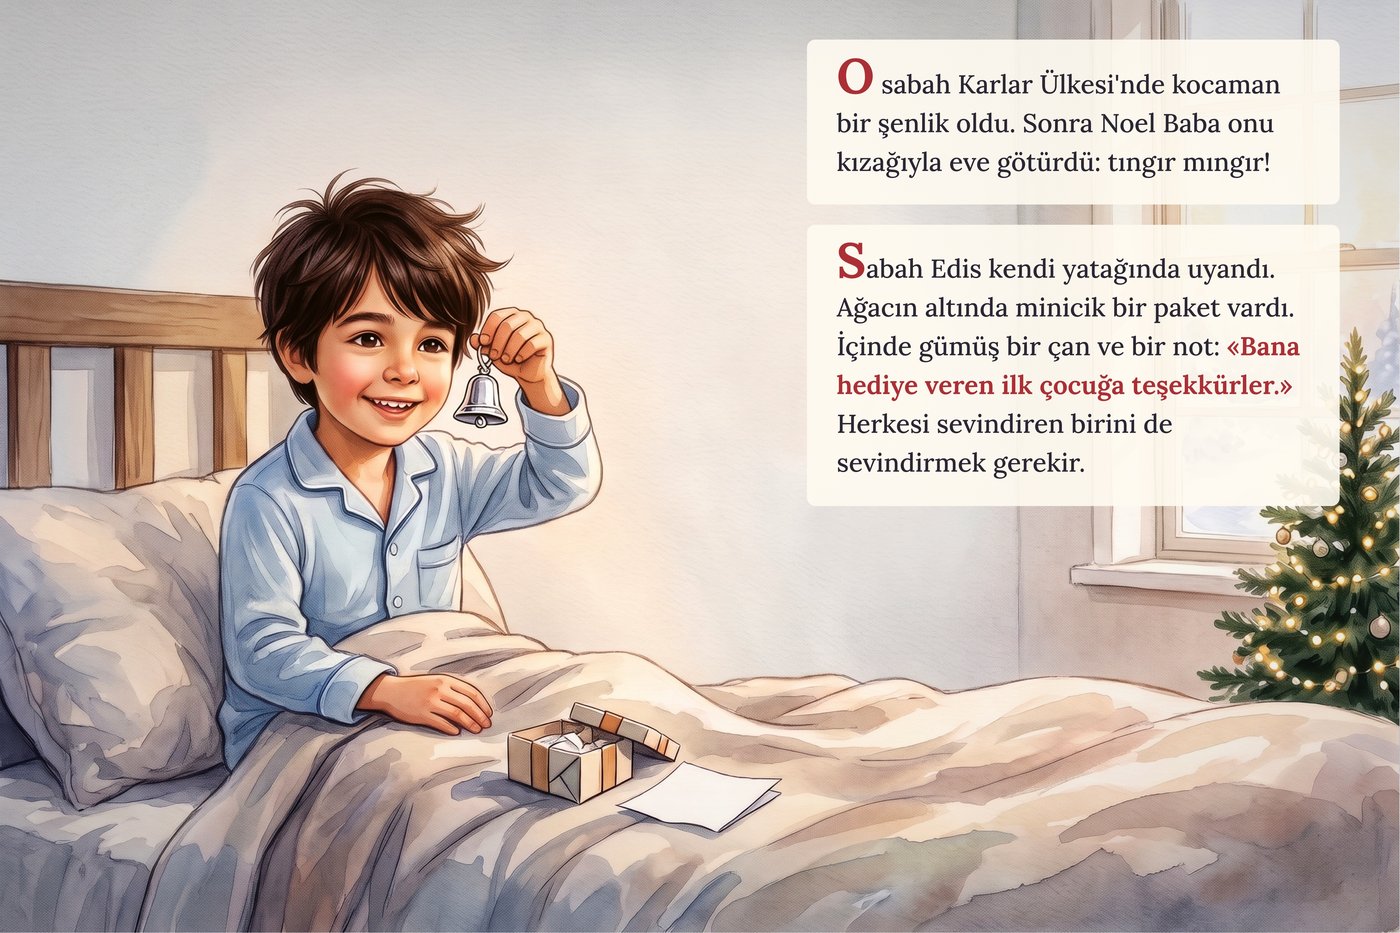 O sabah Karlar Ülkesi'nde kocaman
bir şenlik oldu. Sonra Noel Baba onu
kızağıyla eve götürdü: tıngır mıngır!
Sabah Edis kendi yatağında uyandı.
Ağacın altında minicik bir paket vardı.
İçinde gümüş bir çan ve bir not: «Bana
hediye veren ilk çocuğa teşekkürler.»
Herkesi sevindiren birini de
sevindirmek gerekir.